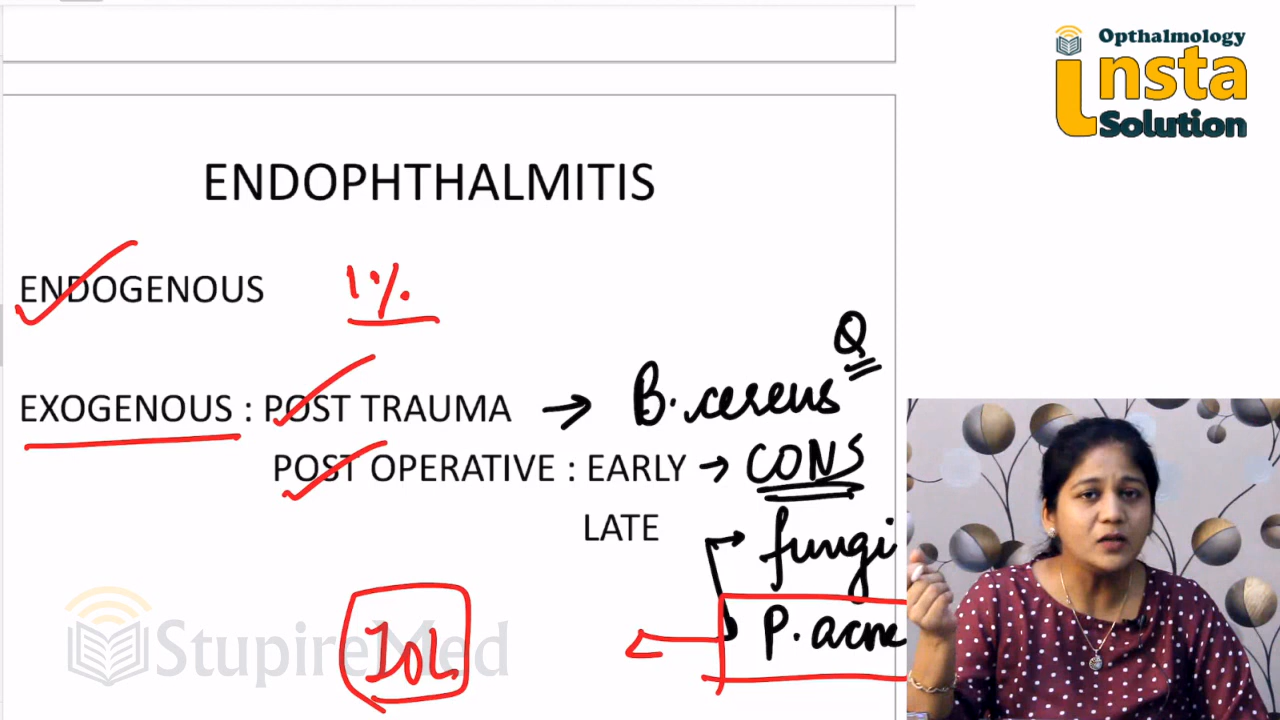 Opthalmology
insta
Solution
ENDOPHTHALMITIS
ENDOGENOUS 1%
Q
EXOGENOUS : POST TRAUMA → B. cereus
POST OPERATIVE : EARLY → CONS
LATE
fungi
P. acne
IOL
StupireMed